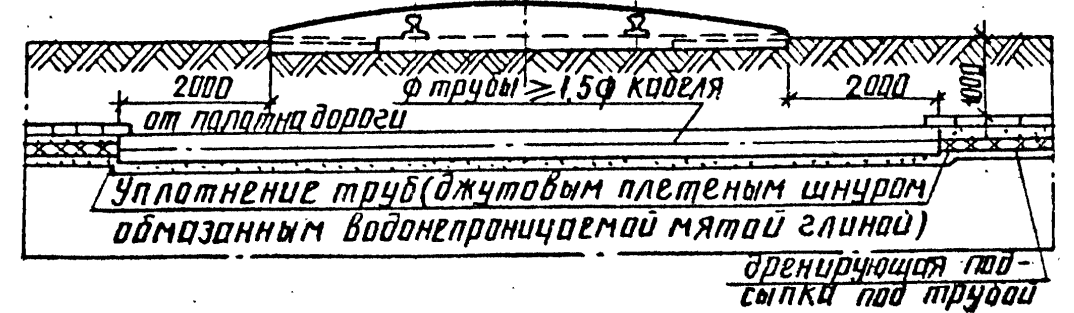 2000
ф трубы ≥ 1,5ф кабеля
2000
1000
от палатна дороги
Уплотнение труб (джутовым плетеным шнуром
обмазанным водонепроницаемой мятой глиной)
дренирующая под-
сыпка под трубой